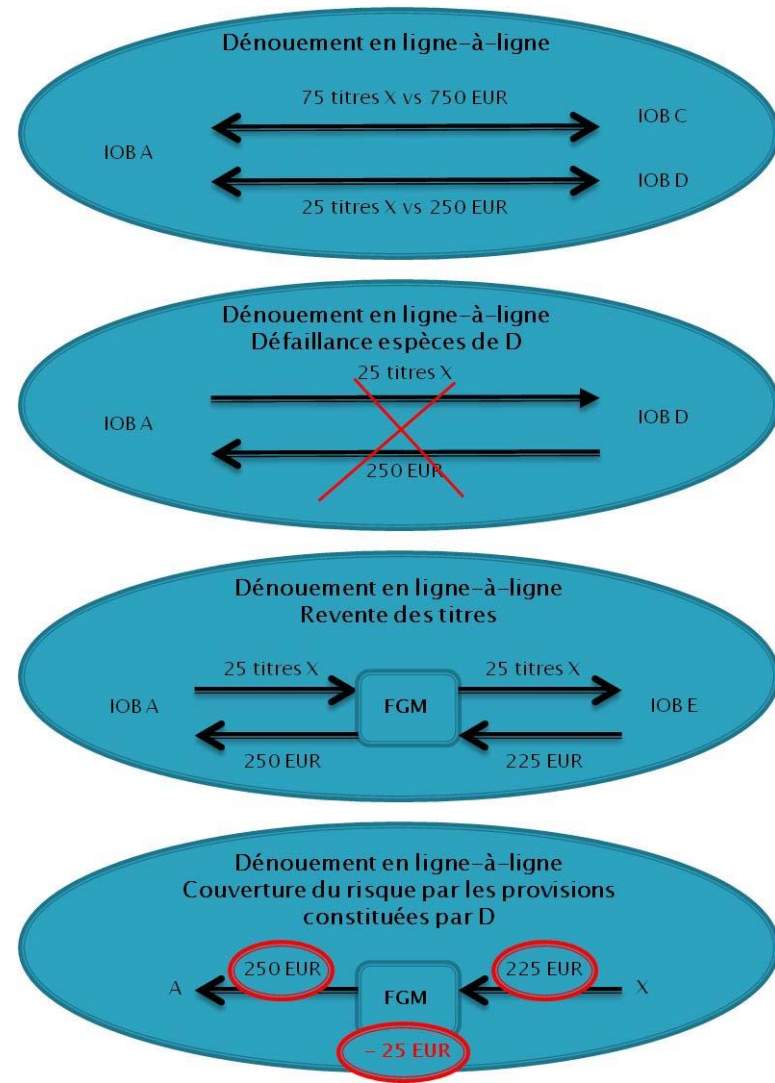 Dénouement en ligne-à-ligne
75 titres X vs 750 EUR
IOB C
IOB A
IOB D
25 titres X vs 250 EUR
Dénouement en ligne-à-ligne
Défaillance espèces de D
25 titres X
IOB A
IOB D
250 EUR
Dénouement en ligne-à-ligne
Revente des titres
25 titres X
25 titres X
IOB A
FGM
IOB E
250 EUR
225 EUR
Dénouement en ligne-à-ligne
Couverture du risque par les provisions
constituées par D
250 EUR
225 EUR
A
FGM
X
- 25 EUR